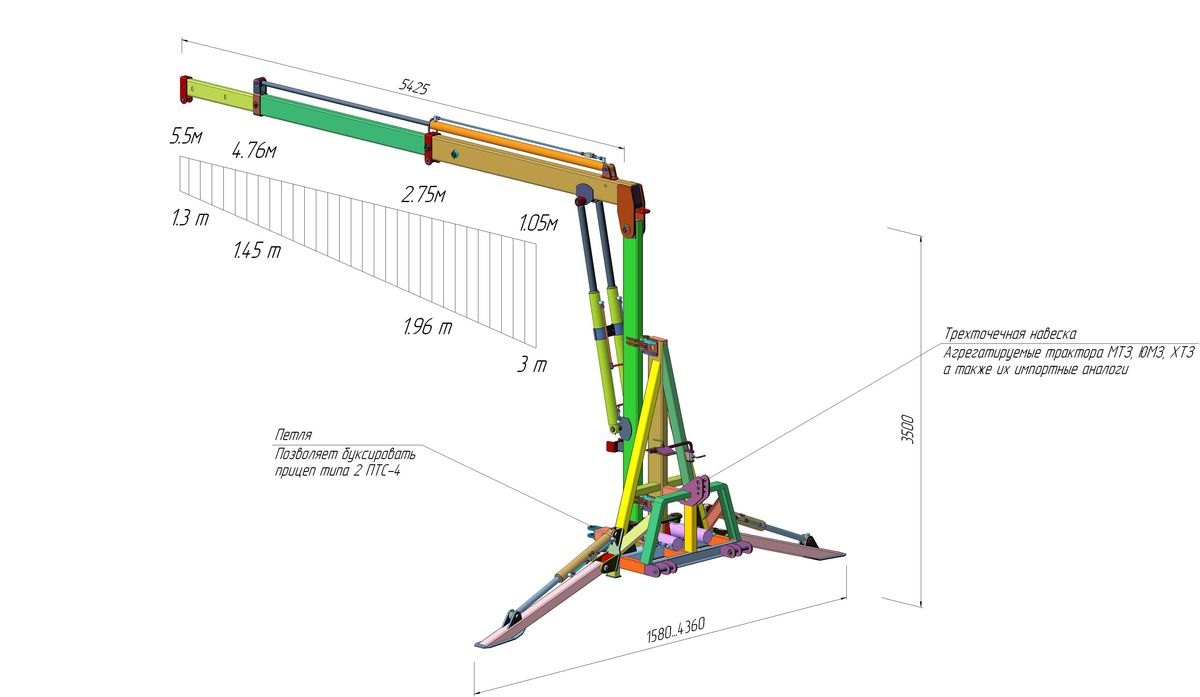 5425
5.5м
4.76м
2.75м
1.05м
1.3 т
1.45 т
1.96 т
3 т
Трехточечная навеска
Агрегатируемые трактора МТЗ, ЮМЗ, ХТЗ
а также их импортные аналоги
3500
Петля
Позволяет буксировать
прицеп типа 2 ПТС-4
1580...4360